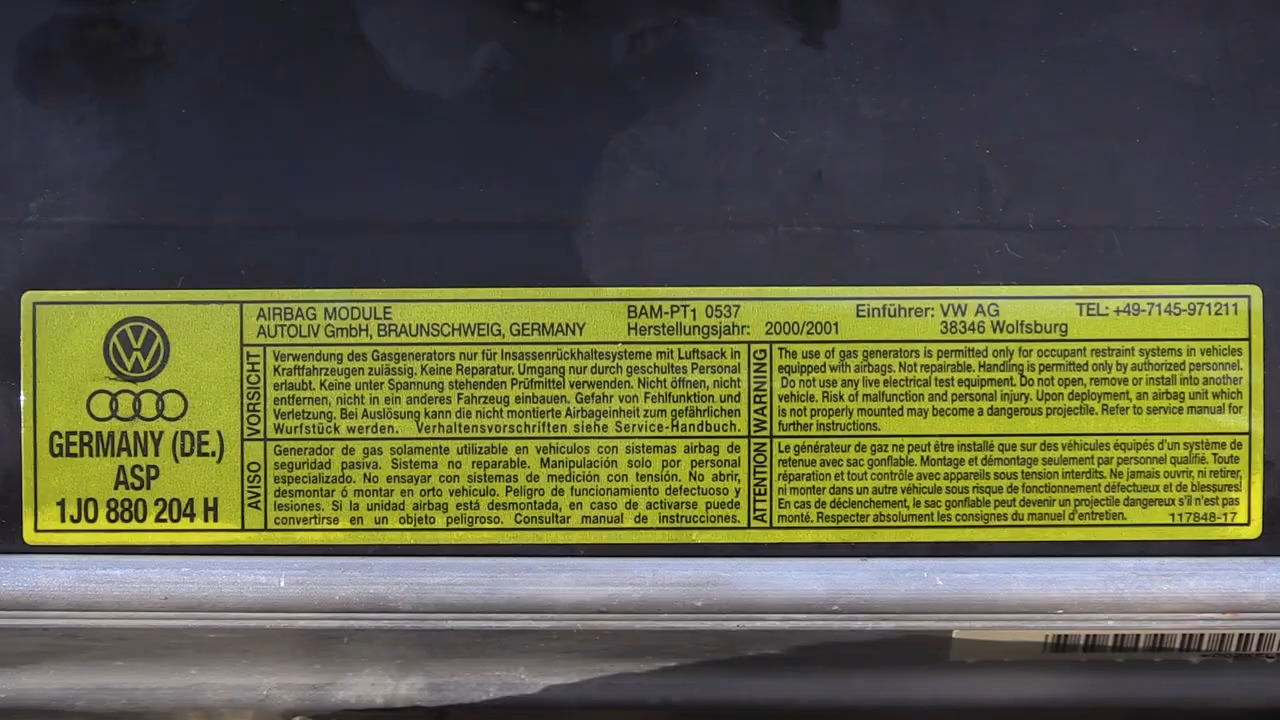 GERMANY (DE.)
ASP
1J0 880 204 H
AIRBAG MODULE
AUTOLIV GmbH, BRAUNSCHWEIG, GERMANY
BAM-PT1 0537
Herstellungsjahr: 2000/2001
Einführer: VW AG
38346 Wolfsburg
TEL: +49-7145-971211
VORSICHT
Verwendung des Gasgenerators nur für Insassenrückhaltesysteme mit Luftsack in
Kraftfahrzeugen zulässig. Keine Reparatur. Umgang nur durch geschultes Personal
erlaubt. Keine unter Spannung stehenden Prüfmittel verwenden. Nicht öffnen, nicht
entfernen, nicht in ein anderes Fahrzeug einbauen. Gefahr von Fehlfunktion und
Verletzung. Bei Auslösung kann die nicht montierte Airbageinheit zum gefährlichen
Wurfstück werden. Verhaltensvorschriften siehe Service-Handbuch.
WARNING
The use of gas generators is permitted only for occupant restraint systems in vehicles
equipped with airbags. Not repairable. Handling is permitted only by authorized personnel.
Do not use any live electrical test equipment. Do not open, remove or install into another
vehicle. Risk of malfunction and personal injury. Upon deployment, an airbag unit which
is not properly mounted may become a dangerous projectile. Refer to service manual for
further instructions.
AVISO
Generador de gas solamente utilizable en vehiculos con sistemas airbag de
seguridad pasiva. Sistema no reparable. Manipulación solo por personal
especializado. No ensayar con sistemas de medición con tensión. No abrir,
desmontar ó montar en orto vehiculo. Peligro de funcionamiento defectuoso y
lesiones. Si la unidad airbag está desmontada, en caso de activarse puede
convertirse en un objeto peligroso. Consultar manual de instrucciones.
ATTENTION
Le générateur de gaz ne peut être installé que sur des véhicules équipés d'un système de
retenue avec sac gonflable. Montage et démontage seulement par personnel qualifié. Toute
réparation et tout contrôle avec appareils sous tension interdits. Ne jamais ouvrir, ni retirer,
ni monter dans un autre véhicule sous risque de fonctionnement défectueux et de blessures!
En cas de déclenchement, le sac gonflable peut devenir un projectile dangereux s'il n'est pas
monté. Respecter absolument les consignes du manuel d'entretien.
117848-17